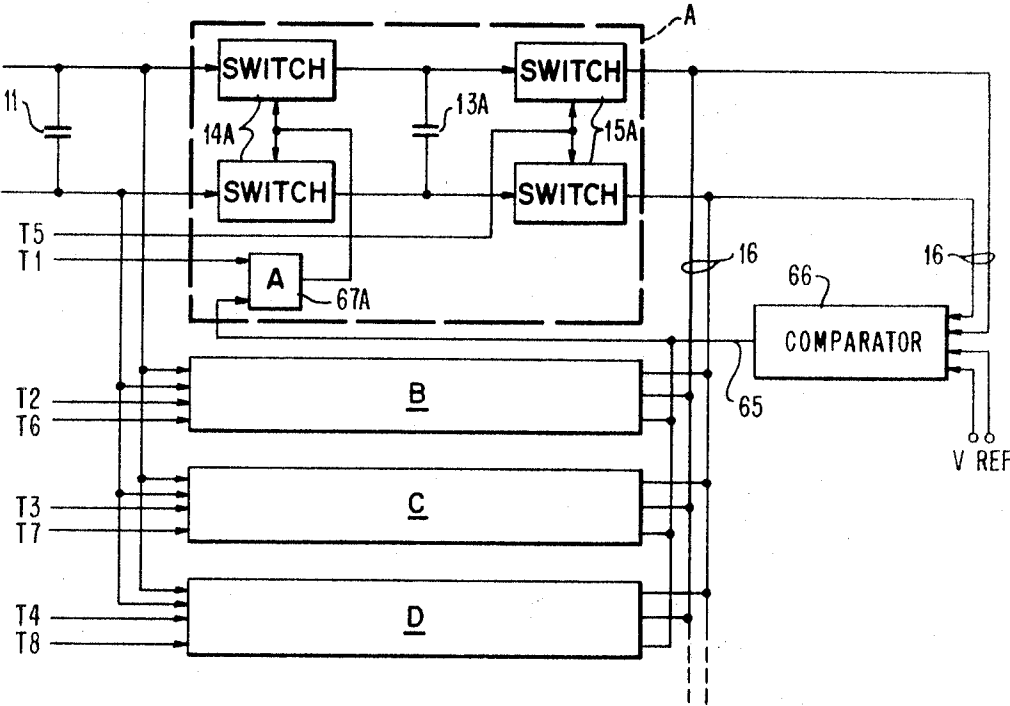 A
SWITCH
SWITCH
11
13A
14A
15A
SWITCH
SWITCH
T5
T1
A
67A
16
16
66
COMPARATOR
65
B
T2
T6
V REF
C
T3
T7
D
T4
T8